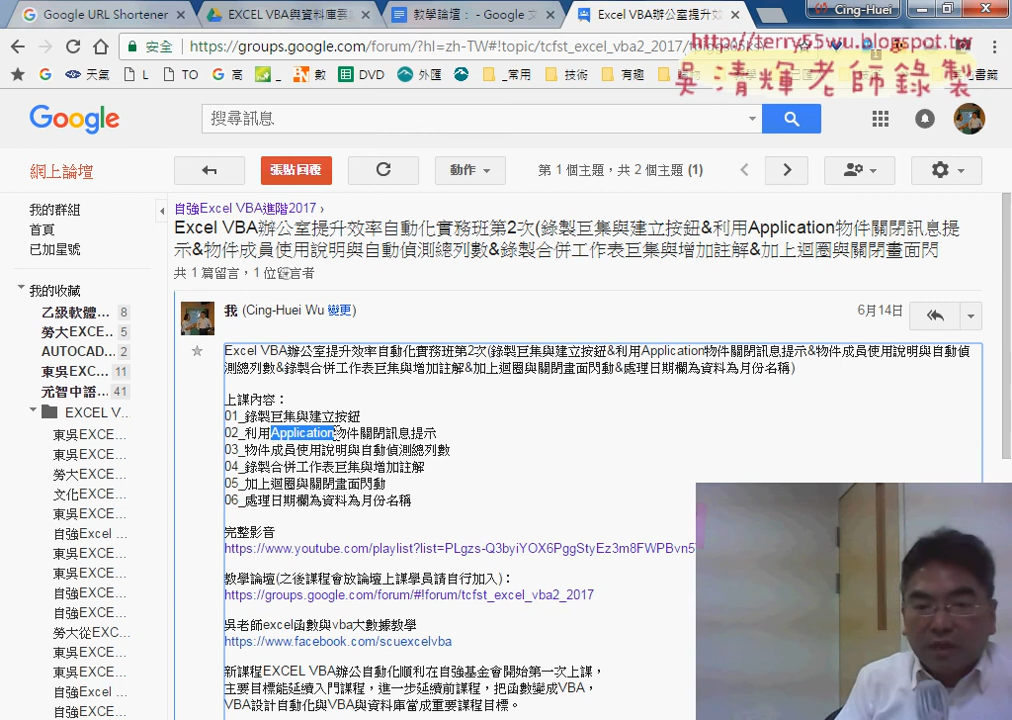 Google URL Shortener
EXCEL VBA與資料庫雲
教學論壇： - Google 文
Excel VBA辦公室提升效
Cing-Huei
安全
https://groups.google.com/forum/?hl=zh-TW#!topic/tcfst_excel_vba2_2017/
http://terry55wu.blogspot.tw
吳清輝老師錄製
天氣
L
TO
高
數
DVD
外匯
_常用
技術
有趣
Google
搜尋訊息
網上論壇
張貼回覆
動作
第 1 個主題，共 2 個主題 (1)
我的群組
首頁
已加星號
我的收藏
乙級軟體... 8
勞大EXCE.. 5
AUTOCAD... 2
東吳EXC... 11
元智中語... 41
EXCEL V...
東吳EXCE...
東吳EXCE...
勞大EXCE...
文化EXCE...
東吳EXCE...
自強Excel ...
東吳EXCE...
自強EXCE...
自強EXCE...
自強EXCE...
勞大從EXC...
東吳EXCE...
東吳EXCE...
自強Excel ...
自強EXCE...
自強Excel VBA進階2017 ›
Excel VBA辦公室提升效率自動化實務班第2次(錄製巨集與建立按鈕&利用Application物件關閉訊息提
示&物件成員使用說明與自動偵測總列數&錄製合併工作表巨集與增加註解&加上迴圈與關閉畫面閃
共 1 篇留言，1 位留言者
我 (Cing-Huei Wu 變更)
6月14日
Excel VBA辦公室提升效率自動化實務班第2次(錄製巨集與建立按鈕&利用Application物件關閉訊息提示&物件成員使用說明與自動偵
測總列數&錄製合併工作表巨集與增加註解&加上迴圈與關閉畫面閃動&處理日期欄為資料為月份名稱)
上課內容：
01_錄製巨集與建立按鈕
02_利用Application物件關閉訊息提示
03_物件成員使用說明與自動偵測總列數
04_錄製合併工作表巨集與增加註解
05_加上迴圈與關閉畫面閃動
06_處理日期欄為資料為月份名稱
完整影音
https://www.youtube.com/playlist?list=PLgzs-Q3byiYOX6PggStyEz3m8FWPBvn5
教學論壇(之後課程會放論壇上課學員請自行加入)：
https://groups.google.com/forum/#!forum/tcfst_excel_vba2_2017
吳老師excel函數與vba大數據教學
https://www.facebook.com/scuexcelvba
新課程EXCEL VBA辦公自動化順利在自強基金會開始第一次上課，
主要目標能延續入門課程，進一步延續前課程，把函數變成VBA，
VBA設計自動化與VBA與資料庫當成重要課程目標。